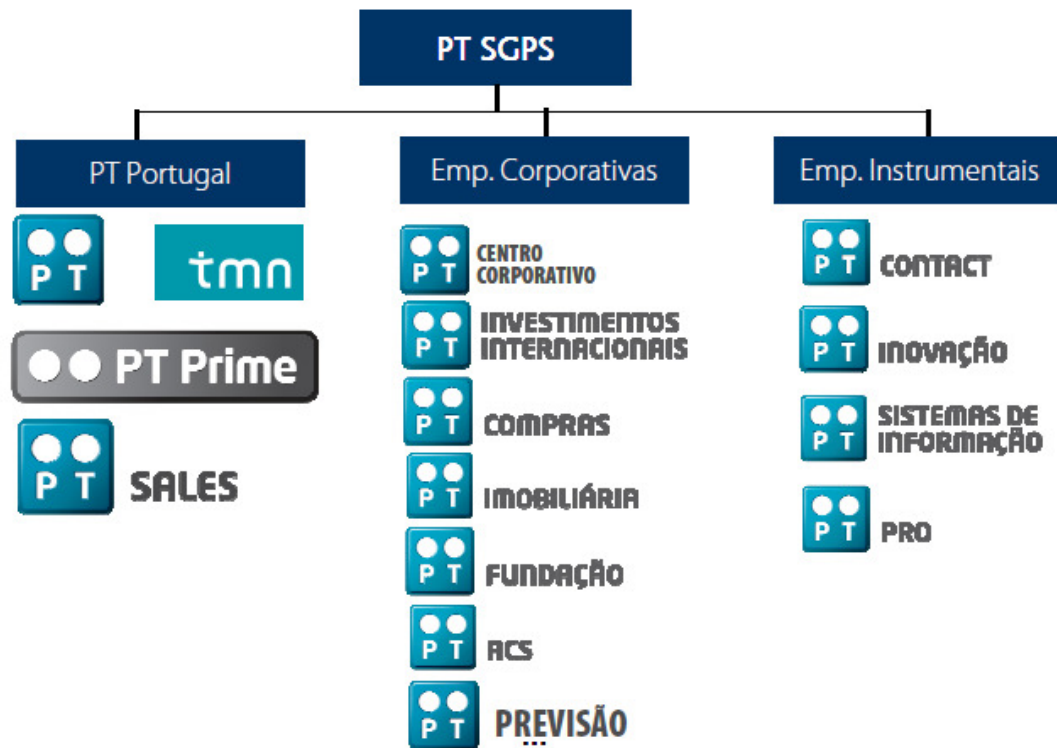 PT SGPS
PT Portugal
PT
tmn
PT Prime
PT SALES
Emp. Corporativas
PT CENTRO
CORPORATIVO
PT INVESTIMENTOS
INTERNACIONAIS
PT COMPRAS
PT IMOBILIÁRIA
PT FUNDAÇÃO
PT ACS
PT PREVISÃO
...
Emp. Instrumentais
PT CONTACT
PT INOVAÇÃO
PT SISTEMAS DE
INFORMAÇÃO
PT PRO